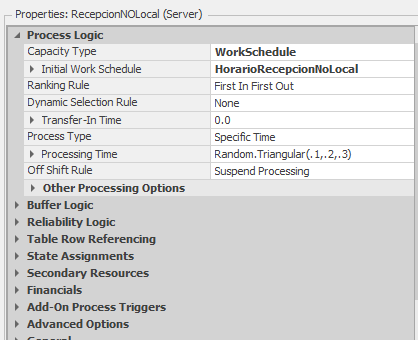 Properties: RecepcionNOLocal (Server)
Process Logic
Capacity Type WorkSchedule
Initial Work Schedule HorarioRecepcionNoLocal
Ranking Rule First In First Out
Dynamic Selection Rule None
Transfer-In Time 0.0
Process Type Specific Time
Processing Time Random.Triangular(.1,.2,.3)
Off Shift Rule Suspend Processing
Other Processing Options
Buffer Logic
Reliability Logic
Table Row Referencing
State Assignments
Secondary Resources
Financials
Add-On Process Triggers
Advanced Options
General